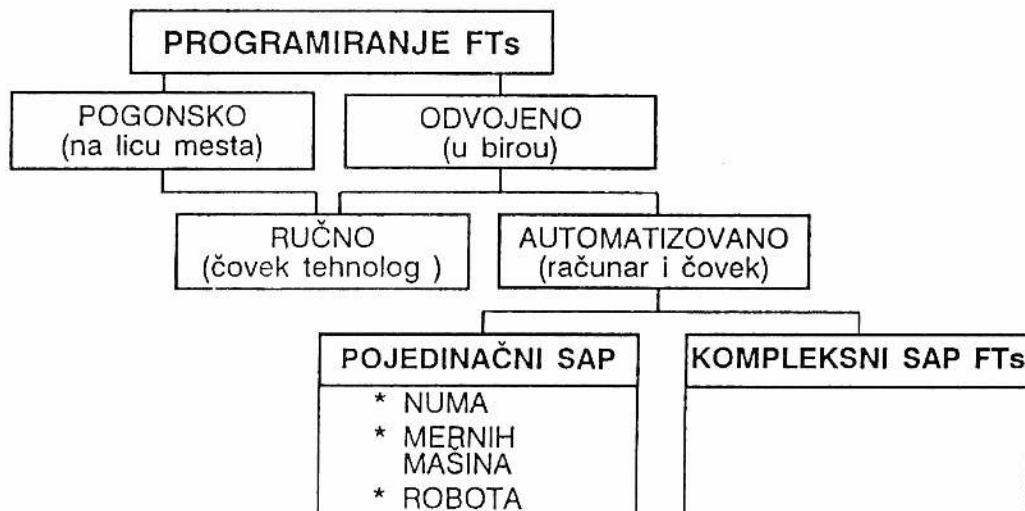 PROGRAMIRANJE FTs
POGONSKO
(na licu mesta)
ODVOJENO
(u birou)
RUČNO
(čovek tehnolog )
AUTOMATIZOVANO
(računar i čovek)
POJEDINAČNI SAP
* NUMA
* MERNIH
MAŠINA
* ROBOTA
KOMPLEKSNI SAP FTs